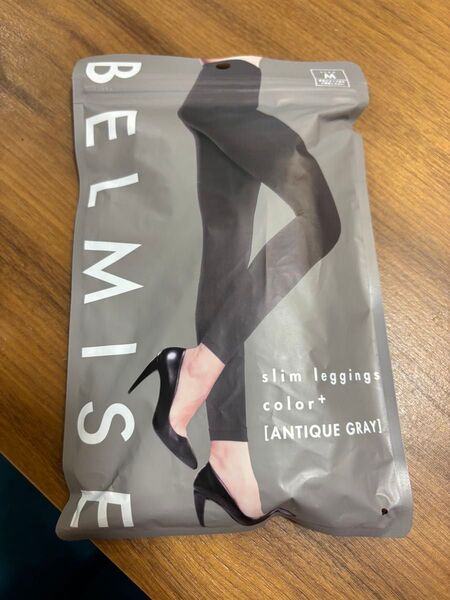 BELMISE
M
slim leggings
color+
[ANTIQUE GRAY]